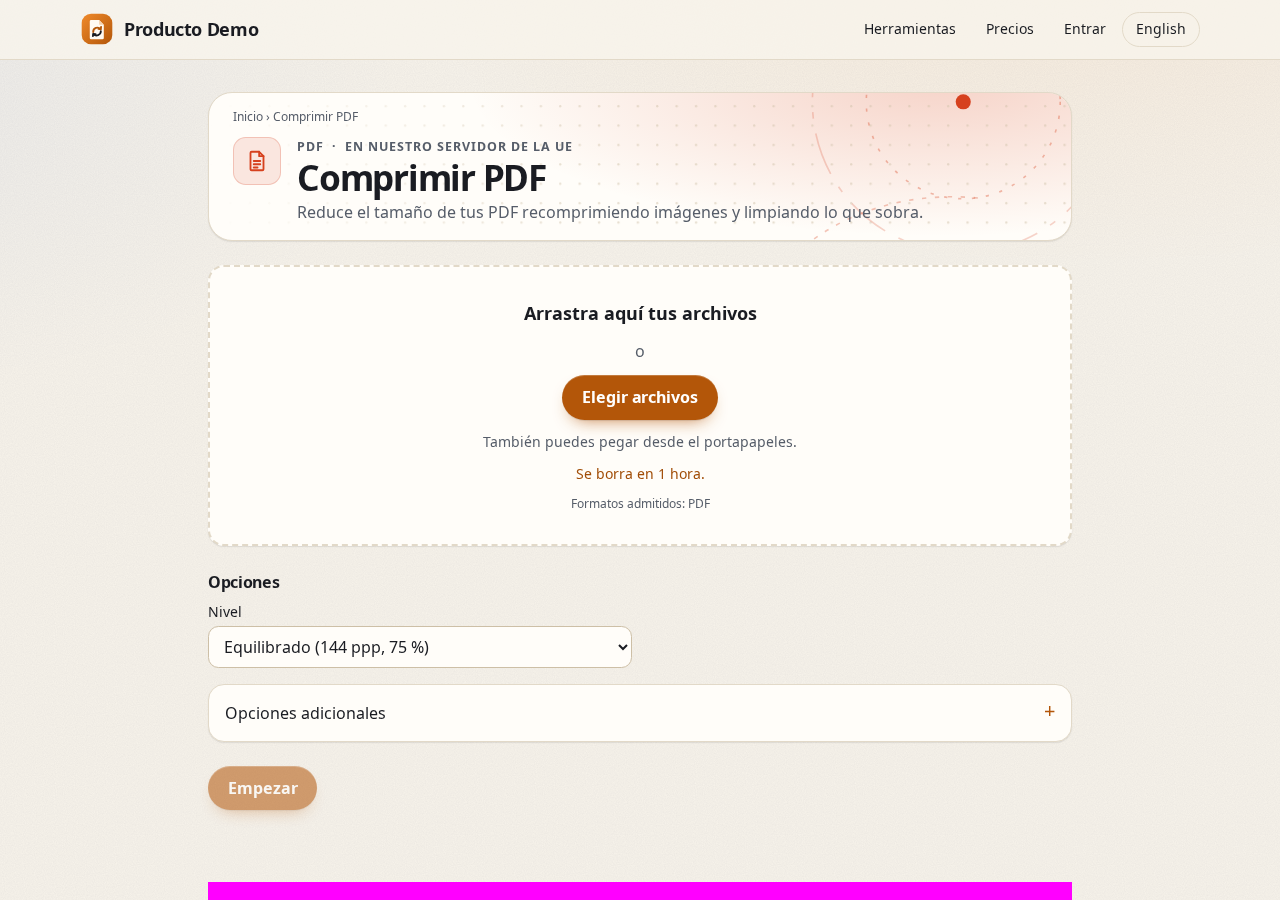 Producto Demo
Herramientas
Precios
Entrar
English
Inicio › Comprimir PDF
PDF · EN NUESTRO SERVIDOR DE LA UE
Comprimir PDF
Reduce el tamaño de tus PDF recomprimiendo imágenes y limpiando lo que sobra.
Arrastra aquí tus archivos
o
Elegir archivos
También puedes pegar desde el portapapeles.
Se borra en 1 hora.
Formatos admitidos: PDF
Opciones
Nivel
Equilibrado (144 ppp, 75 %)
Opciones adicionales +
Empezar